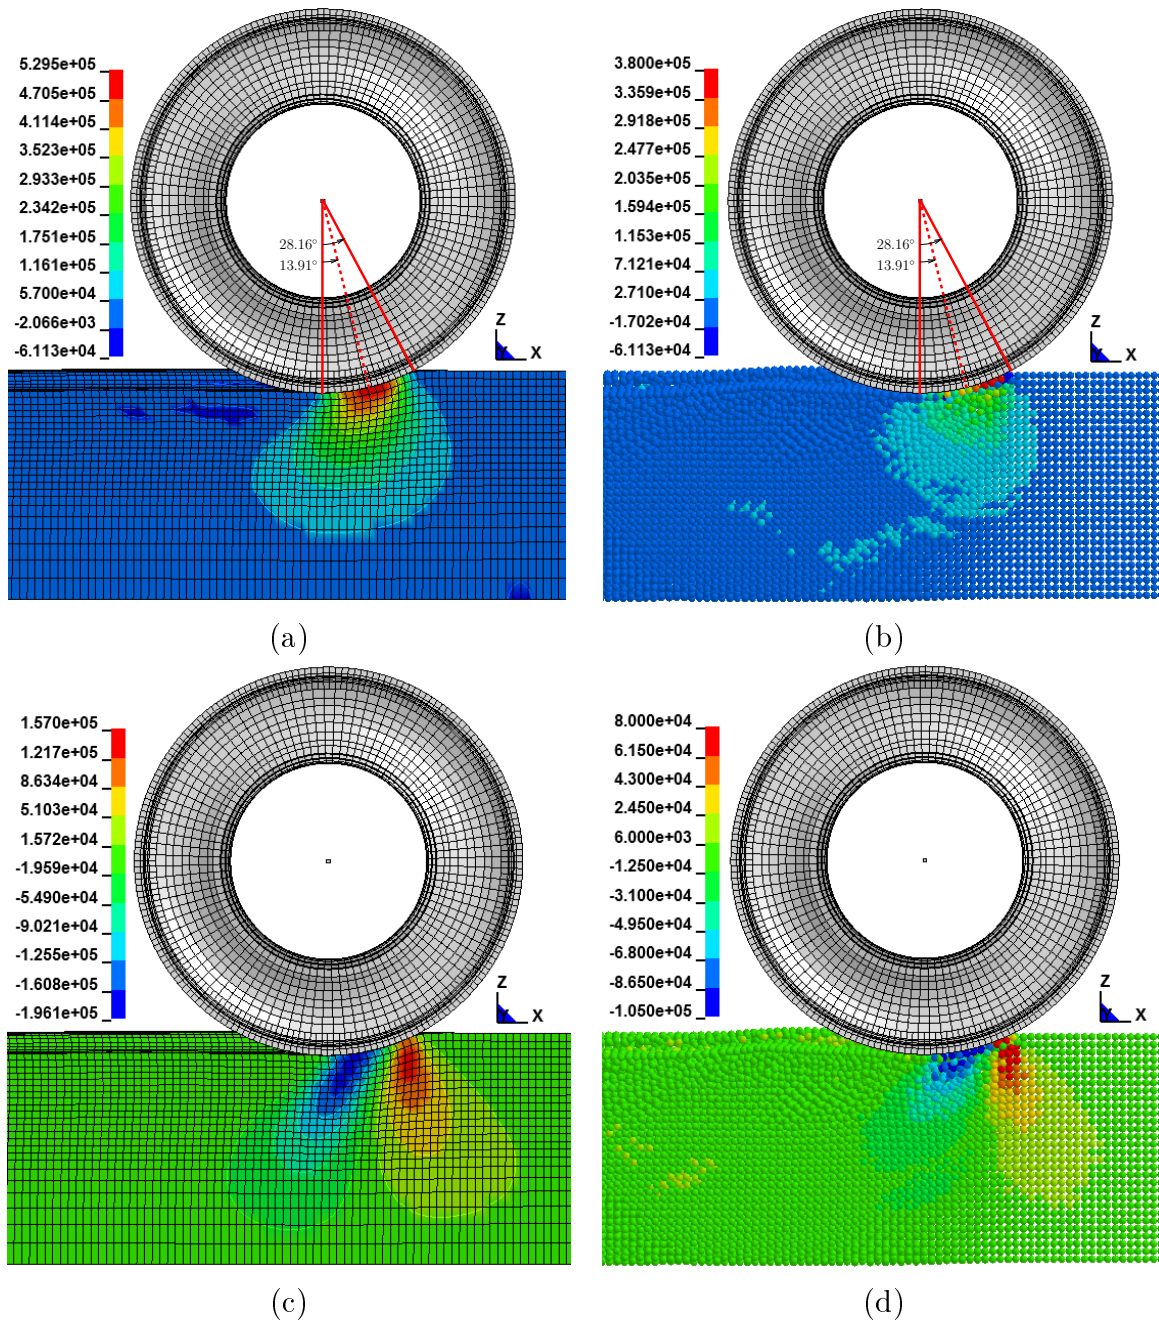 5.295e+05
4.705e+05
4.114e+05
3.523e+05
2.933e+05
2.342e+05
1.751e+05
1.161e+05
5.700e+04
-2.066e+03
-6.113e+04
28.16°
13.91°
Z
Y
X
(a)
3.800e+05
3.359e+05
2.918e+05
2.477e+05
2.035e+05
1.594e+05
1.153e+05
7.121e+04
2.710e+04
-1.702e+04
-6.113e+04
28.16°
13.91°
Z
Y
X
(b)
1.570e+05
1.217e+05
8.634e+04
5.103e+04
1.572e+04
-1.959e+04
-5.490e+04
-9.021e+04
-1.255e+05
-1.608e+05
-1.961e+05
Z
Y
X
(c)
8.000e+04
6.150e+04
4.300e+04
2.450e+04
6.000e+03
-1.250e+04
-3.100e+04
-4.950e+04
-6.800e+04
-8.650e+04
-1.050e+05
Z
Y
X
(d)